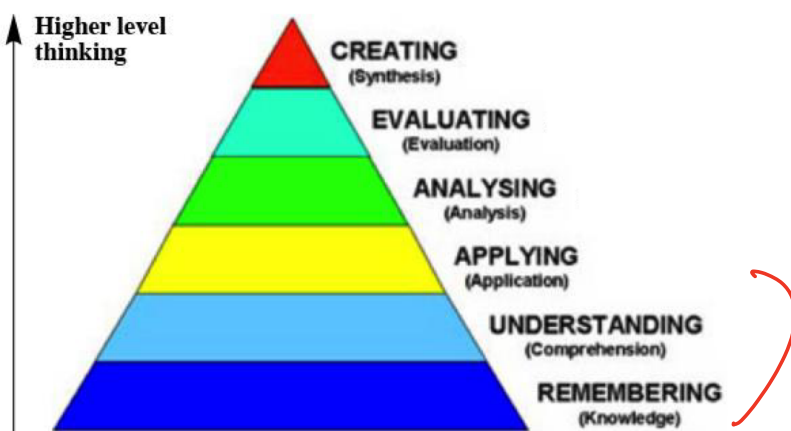 Higher level
thinking
CREATING
(Synthesis)
EVALUATING
(Evaluation)
ANALYSING
(Analysis)
APPLYING
(Application)
UNDERSTANDING
(Comprehension)
REMEMBERING
(Knowledge)